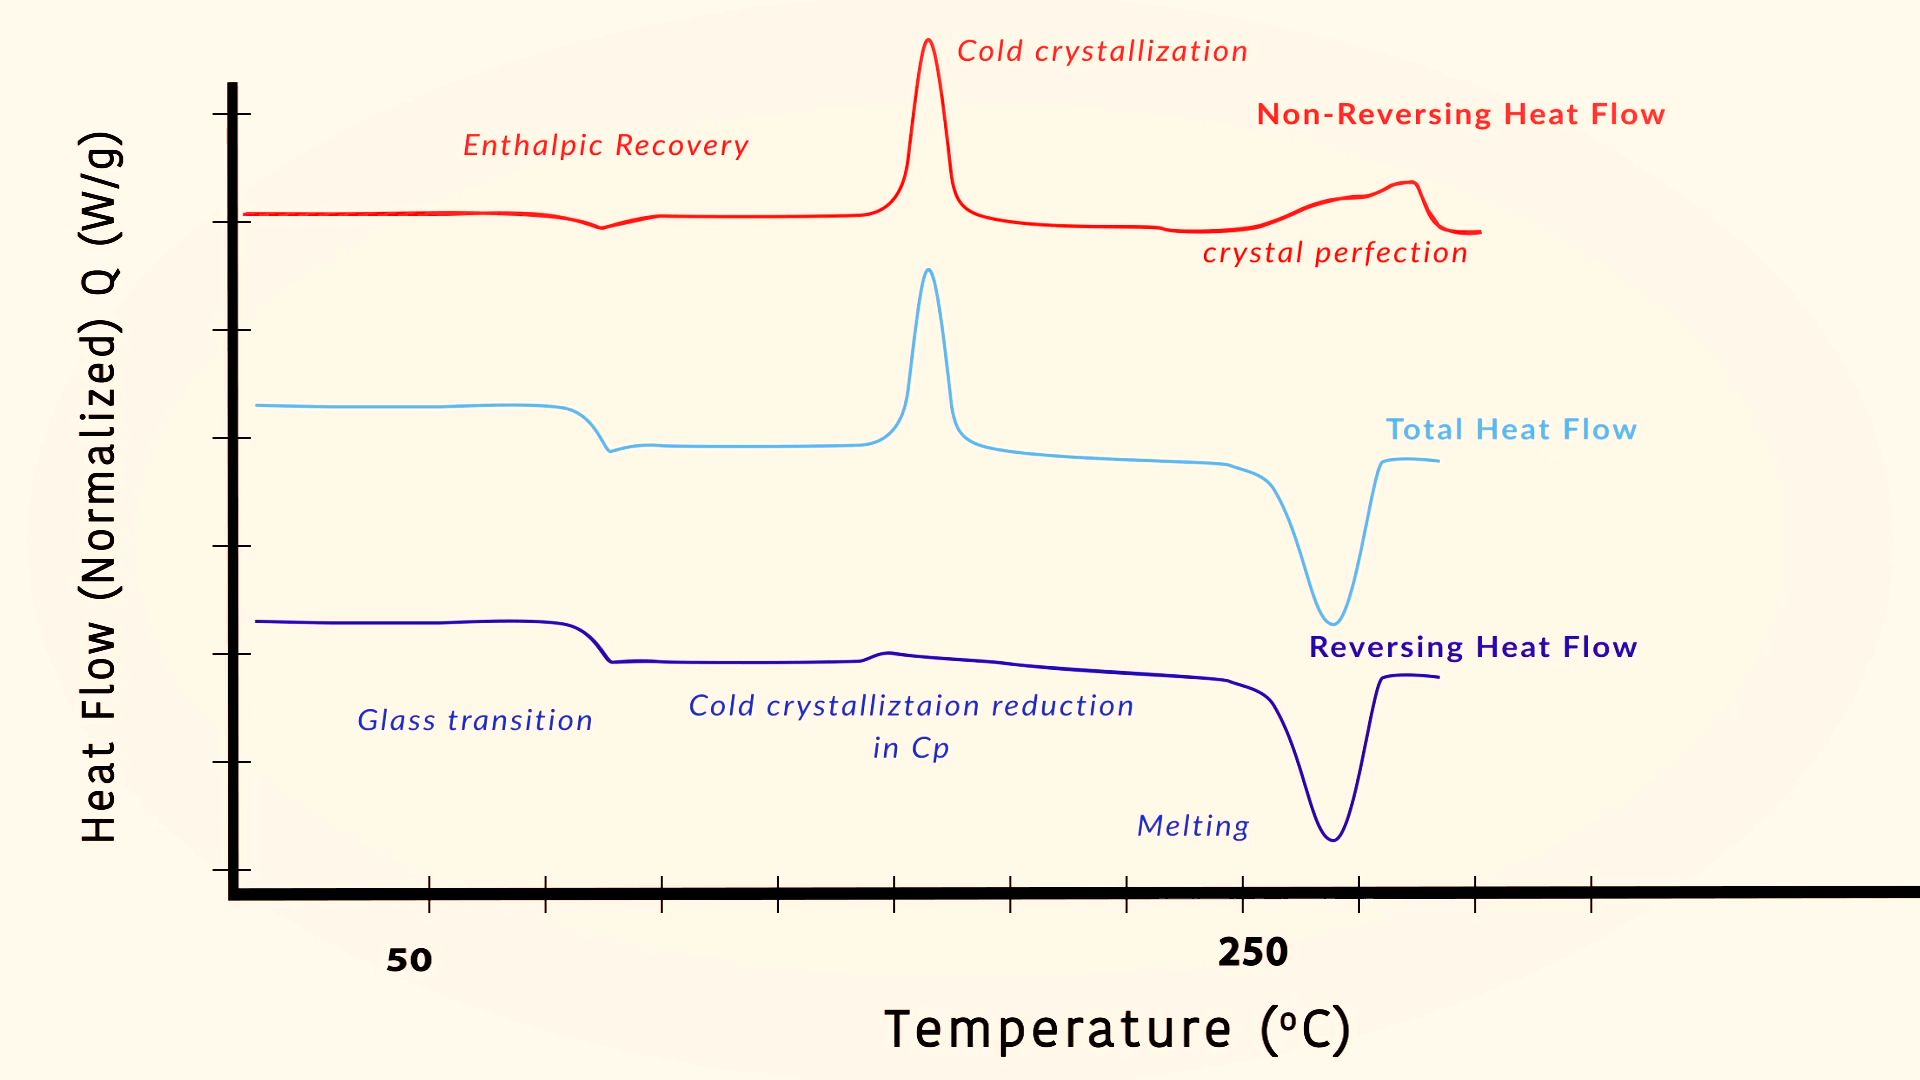 Cold crystallization
Non-Reversing Heat Flow
Enthalpic Recovery
crystal perfection
Total Heat Flow
Reversing Heat Flow
Glass transition
Cold crystalliztaion reduction
in Cp
Melting
Heat Flow (Normalized) Q (W/g)
50
250
Temperature (ºC)